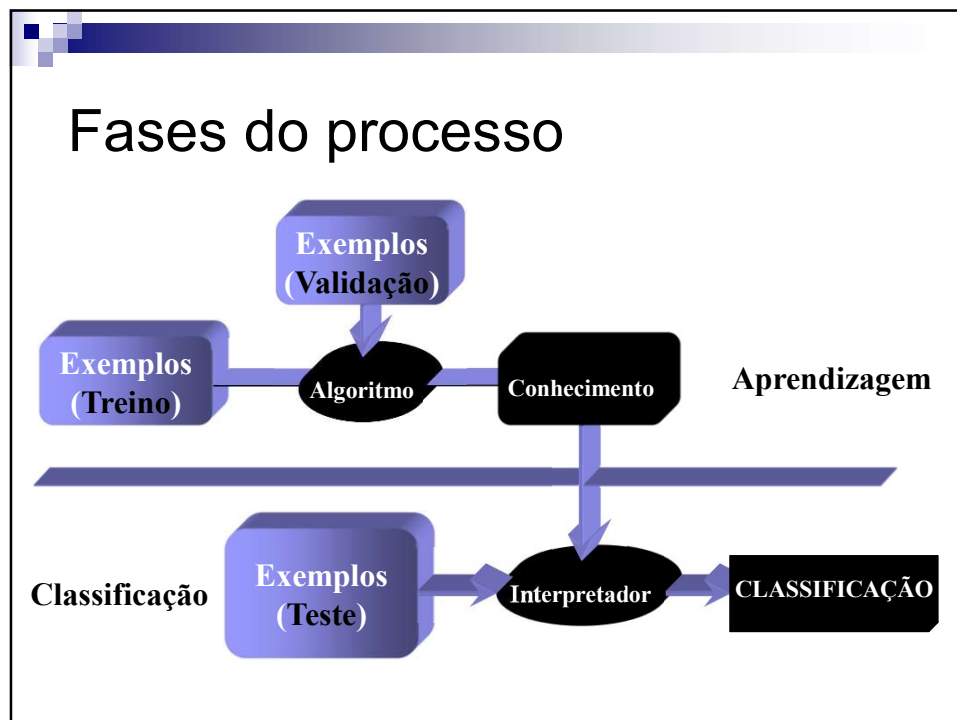 Fases do processo
Exemplos
(Validação)
Exemplos
(Treino)
Algoritmo
Conhecimento
Aprendizagem
Classificação
Exemplos
(Teste)
Interpretador
CLASSIFICAÇÃO